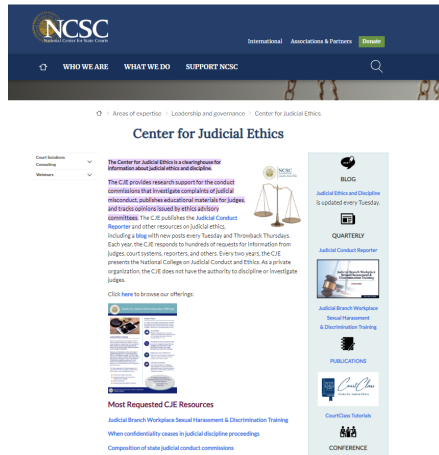 NCSC
National Center for State Courts
International Associations & Partners Donate
WHO WE ARE WHAT WE DO SUPPORT NCSC
Areas of expertise Leadership and governance Center for Judicial Ethics
Center for Judicial Ethics
Court Solutions
Consulting
Webinars
The Center for Judicial Ethics is a clearinghouse for
information about judicial ethics and discipline.
The CJE provides research support for the conduct
commissions that investigate complaints of judicial
misconduct, publishes educational materials for judges,
and tracks opinions issued by ethics advisory
committees. The CJE publishes the Judicial Conduct
Reporter and other resources on judicial ethics,
including a blog with new posts every Tuesday and Throwback Thursdays.
Each year, the CJE responds to hundreds of requests for information from
judges, court systems, reporters, and others. Every two years, the CJE
presents the National College on Judicial Conduct and Ethics. As a private
organization, the CJE does not have the authority to discipline or investigate
judges.
Click here to browse our offerings:
Most Requested CJE Resources
Judicial Branch Workplace Sexual Harassment & Discrimination Training
When confidentiality ceases in judicial discipline proceedings
Composition of state judicial conduct commissions
NCSC
BLOG
Judicial Ethics and Discipline
is updated every Tuesday.
QUARTERLY
Judicial Conduct Reporter
Judicial Branch Workplace
Sexual Harassment
& Discrimination Training
Judicial Branch Workplace
Sexual Harassment
& Discrimination Training
PUBLICATIONS
CourtClass
CourtClass Tutorials
CONFERENCE